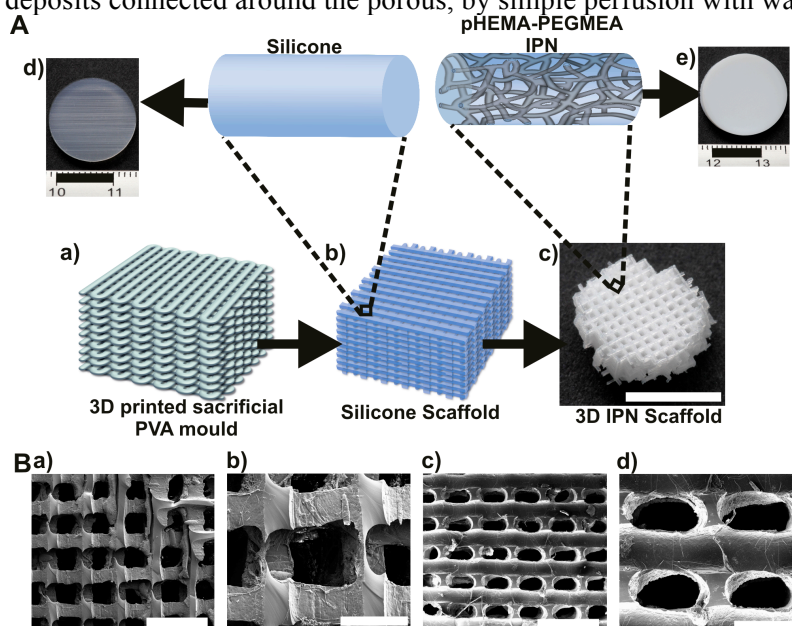 deposits connected around the porous, by simple perfusion with wa
A
pHEMA-PEGMEA
IPN
Silicone
d)
e)
10 11
12 13
a)
b)
c)
3D printed sacrificial
PVA mould
Silicone Scaffold
3D IPN Scaffold
B a) b) c) d)